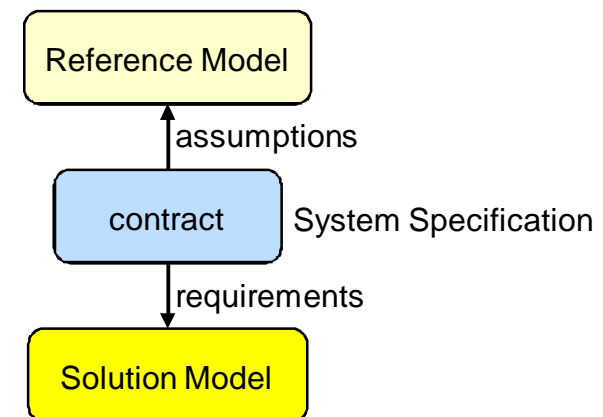 Reference Model
assumptions
contract System Specification
requirements
Solution Model